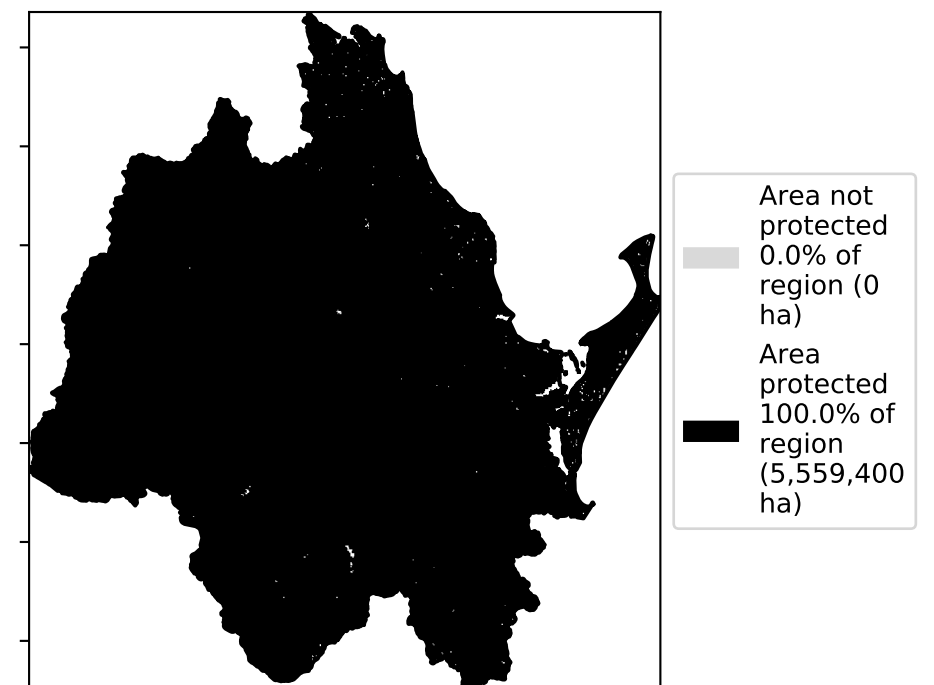 Area not
protected
0.0% of
region (0
ha)
Area
protected
100.0% of
region
(5,559,400
ha)